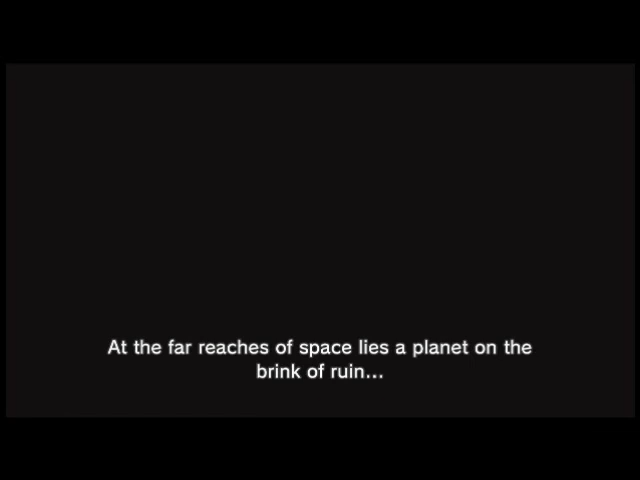 At the far reaches of space lies a planet on the
brink of ruin...